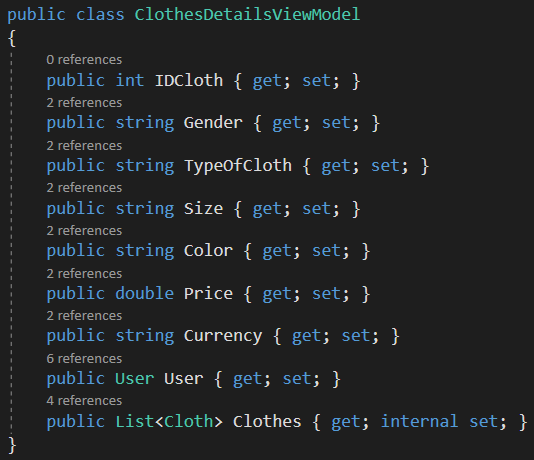 public class ClothesDetailsViewModel
{
0 references
public int IDCloth { get; set; }
2 references
public string Gender { get; set; }
2 references
public string TypeOfCloth { get; set; }
2 references
public string Size { get; set; }
2 references
public string Color { get; set; }
2 references
public double Price { get; set; }
2 references
public string Currency { get; set; }
6 references
public User User { get; set; }
4 references
public List<Cloth> Clothes { get; internal set; }
}